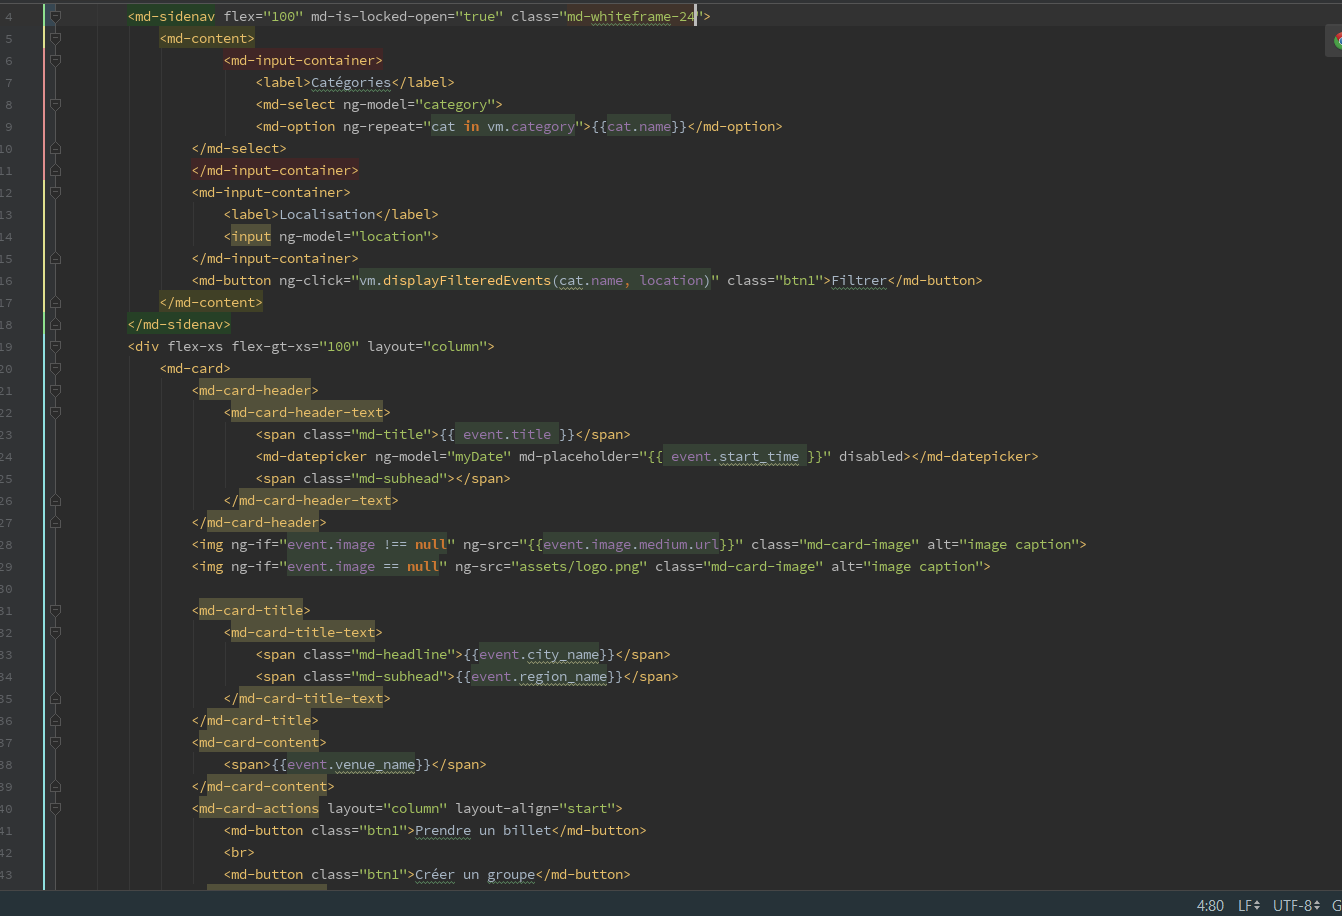 4 <md-sidenav flex="100" md-is-locked-open="true" class="md-whiteframe-24">
5 <md-content>
6 <md-input-container>
7 <label>Catégories</label>
8 <md-select ng-model="category">
9 <md-option ng-repeat="cat in vm.category">{{cat.name}}</md-option>
10 </md-select>
11 </md-input-container>
12 <md-input-container>
13 <label>Localisation</label>
14 <input ng-model="location">
15 </md-input-container>
16 <md-button ng-click="vm.displayFilteredEvents(cat.name, location)" class="btn1">Filtrer</md-button>
17 </md-content>
18 </md-sidenav>
19 <div flex-xs flex-gt-xs="100" layout="column">
20 <md-card>
21 <md-card-header>
22 <md-card-header-text>
23 <span class="md-title">{{ event.title }}</span>
24 <md-datepicker ng-model="myDate" md-placeholder="{{ event.start_time }}" disabled></md-datepicker>
25 <span class="md-subhead"></span>
26 </md-card-header-text>
27 </md-card-header>
28 <img ng-if="event.image !== null" ng-src="{{event.image.medium.url}}" class="md-card-image" alt="image caption">
29 <img ng-if="event.image == null" ng-src="assets/logo.png" class="md-card-image" alt="image caption">
30
31 <md-card-title>
32 <md-card-title-text>
33 <span class="md-headline">{{event.city_name}}</span>
34 <span class="md-subhead">{{event.region_name}}</span>
35 </md-card-title-text>
36 </md-card-title>
37 <md-card-content>
38 <span>{{event.venue_name}}</span>
39 </md-card-content>
40 <md-card-actions layout="column" layout-align="start">
41 <md-button class="btn1">Prendre un billet</md-button>
42 <br>
43 <md-button class="btn1">Créer un groupe</md-button>
4:80 LF UTF-8